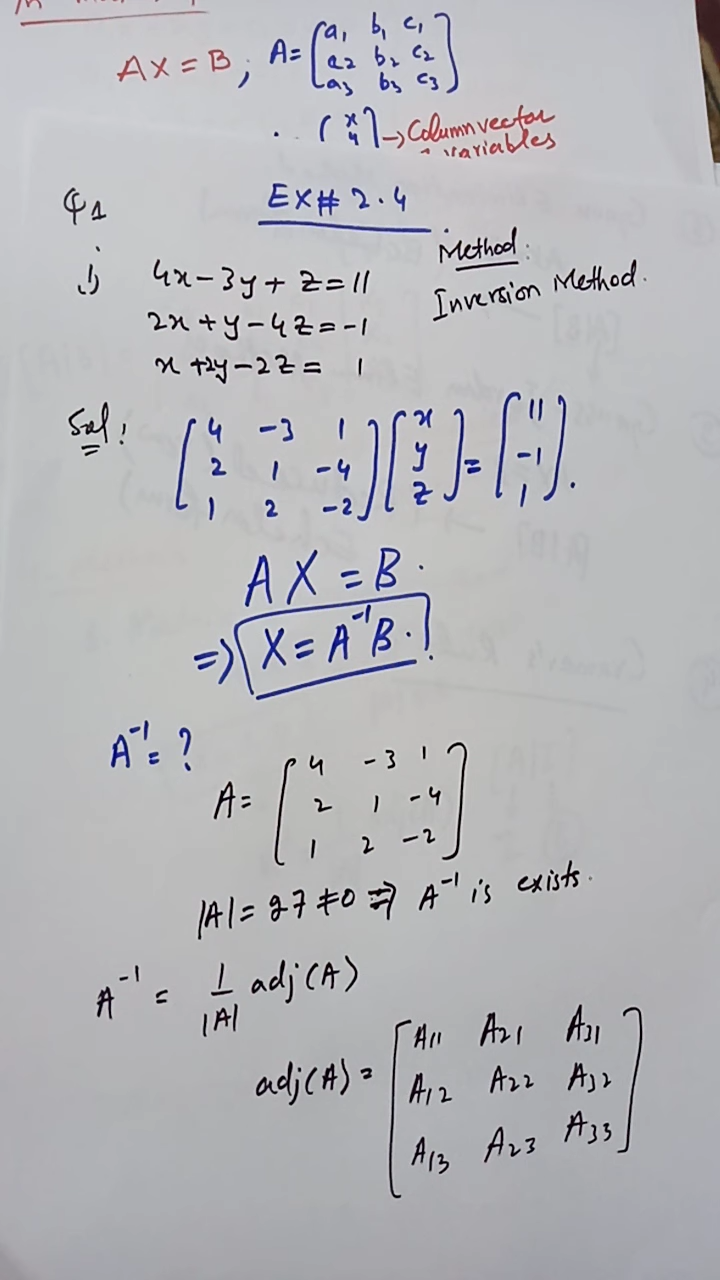 AX = B; A = [a1 b1 c1
a2 b2 c2
a3 b3 c3]
[x
y] → Column vector
variables
Q1 EX# 2.4
i) 4x - 3y + z = 11
2x + y - 4z = -1
x + 2y - 2z = 1
Method:
Inversion Method.
Sol:
[4 -3 1
2 1 -4
1 2 -2] [x
y
z] = [11
-1
1].
AX = B.
=> X = A^-1 B.
A^-1 = ?
A = [4 -3 1
2 1 -4
1 2 -2]
|A| = 27 ≠ 0 => A^-1 is exists.
A^-1 = 1/|A| adj(A)
adj(A) = [A11 A21 A31
A12 A22 A32
A13 A23 A33]